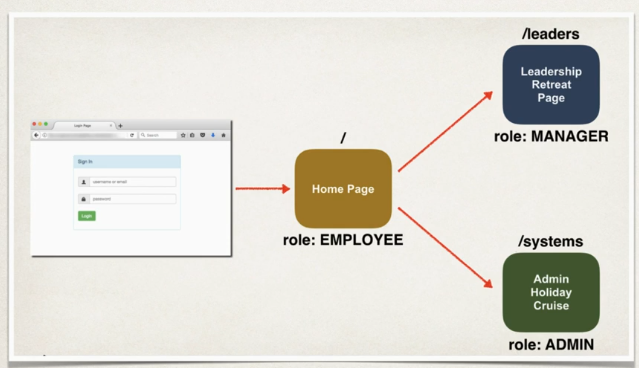 /leaders
Leadership
Retreat
Page
role: MANAGER
Login Page
Search
Sign In
username or email
password
Login
/
Home Page
role: EMPLOYEE
/systems
Admin
Holiday
Cruise
role: ADMIN